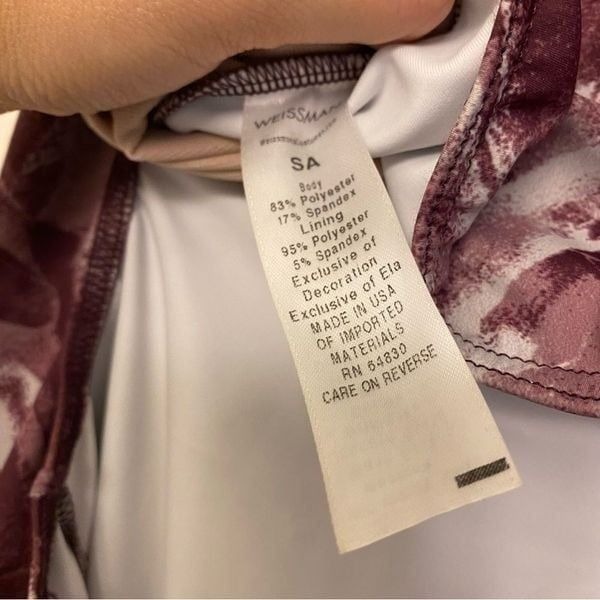 WEISSMAN
SA
Body
83% Polyester
17% Spandex
Lining
95% Polyester
5% Spandex
Exclusive of
Decoration
Exclusive of Ela
MADE IN USA
OF IMPORTED
MATERIALS
RN 64830
CARE ON REVERSE